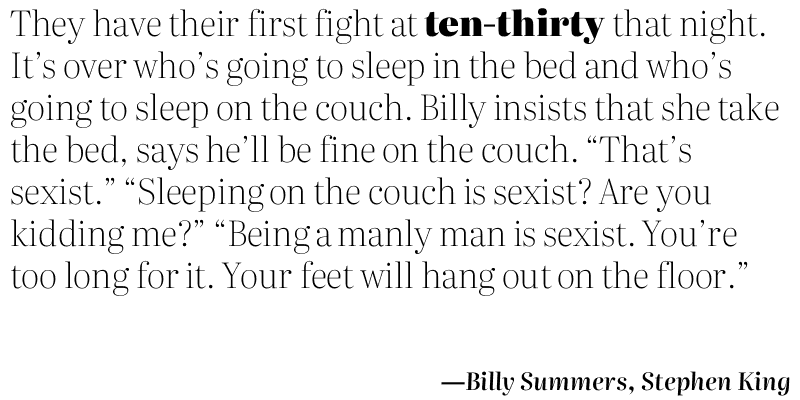 They have their first fight at ten-thirty that night.
It’s over who’s going to sleep in the bed and who’s
going to sleep on the couch. Billy insists that she take
the bed, says he’ll be fine on the couch. “That’s
sexist.” “Sleeping on the couch is sexist? Are you
kidding me?” “Being a manly man is sexist. You’re
too long for it. Your feet will hang out on the floor.”
—Billy Summers, Stephen King